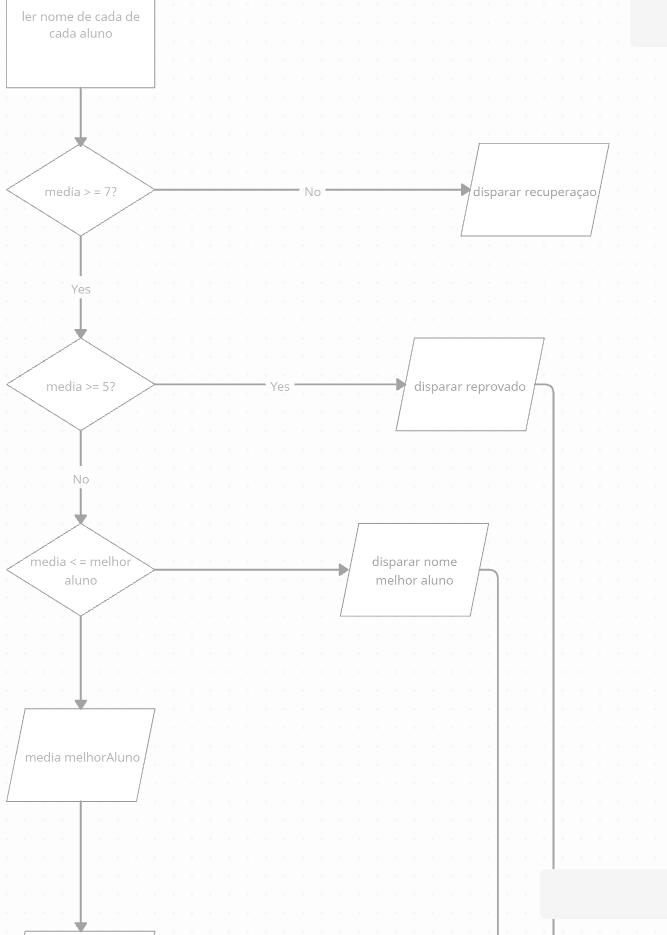 ler nome de cada de
cada aluno
media > = 7?
No
disparar recuperaçao
Yes
media >= 5?
Yes
disparar reprovado
No
media < = melhor
aluno
disparar nome
melhor aluno
media melhorAluno